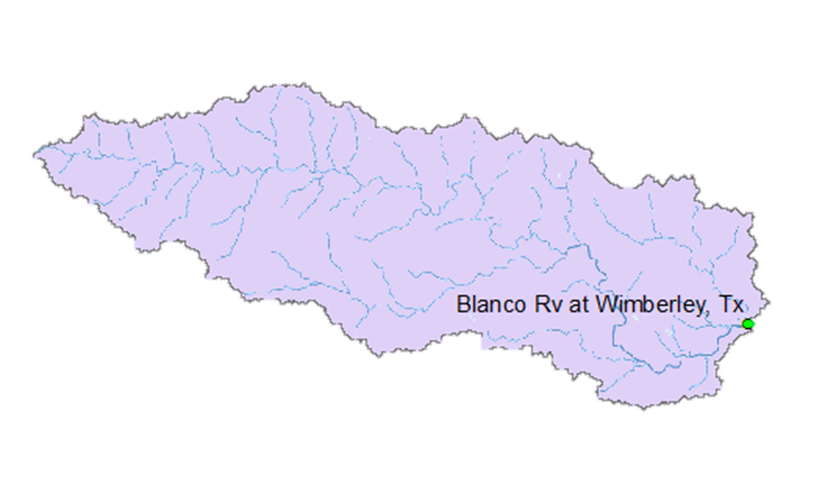 Blanco Rv at Wimberley, Tx